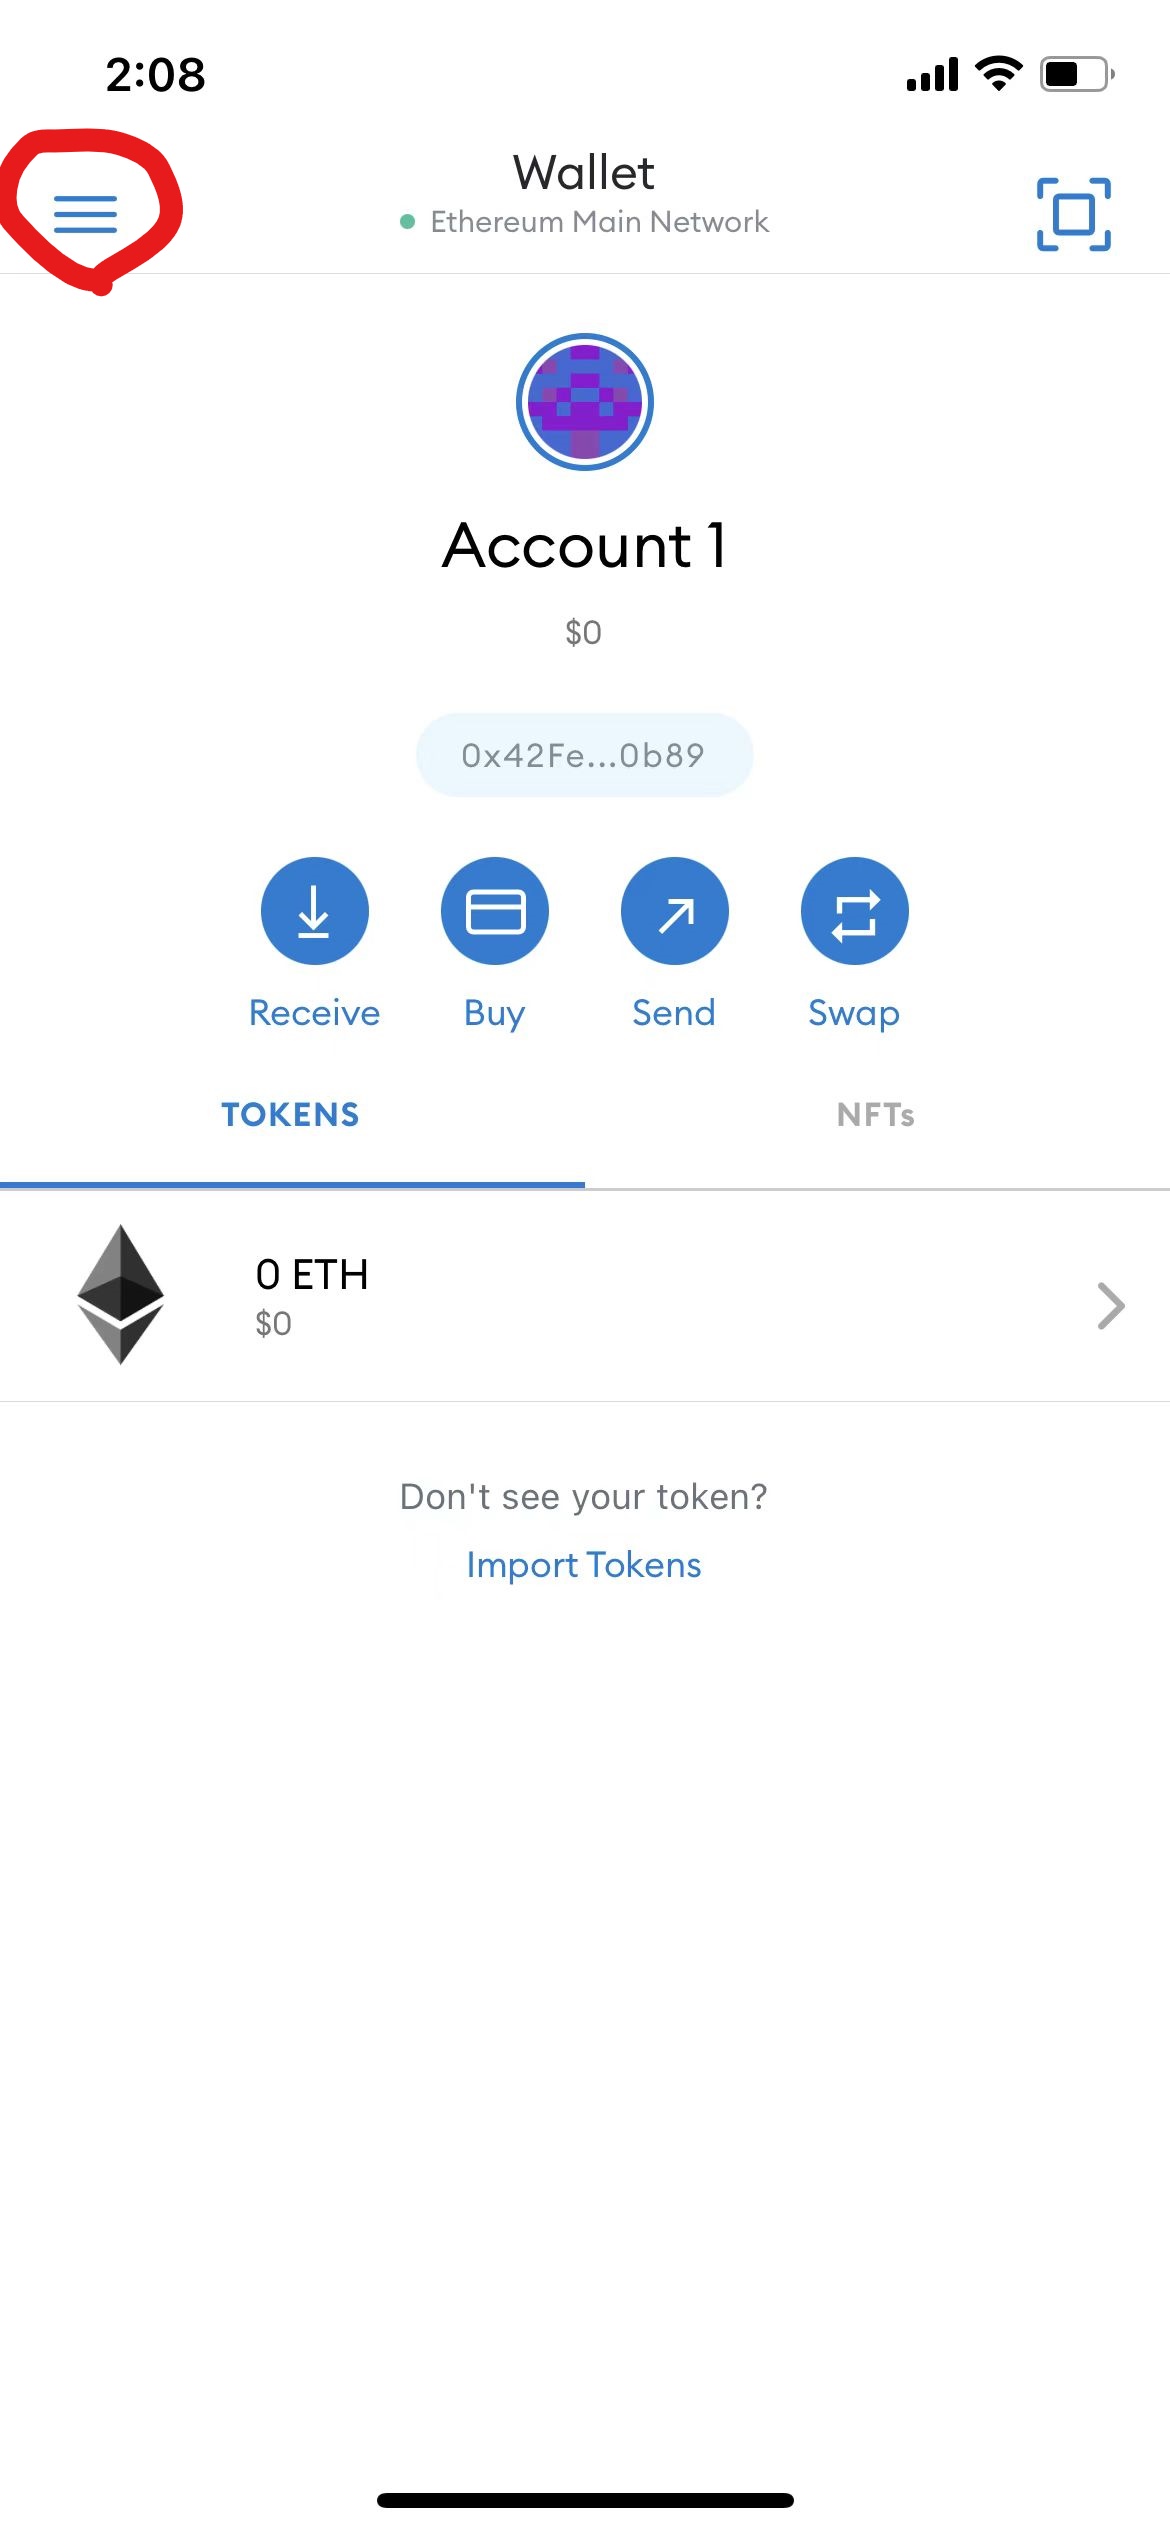 2:08
Wallet
Ethereum Main Network
Account 1
$0
0x42Fe...0b89
Receive Buy Send Swap
TOKENS NFTs
0 ETH
$0
Don't see your token?
Import Tokens